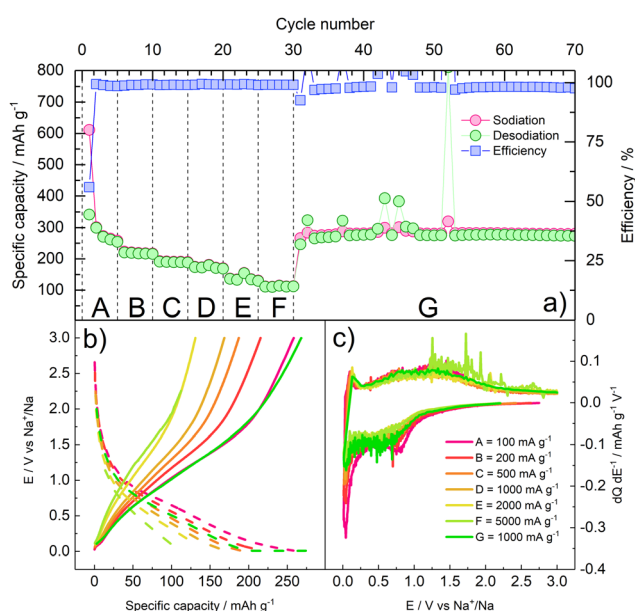 Cycle number
0 10 20 30 40 50 60 70
800
700
600
500
400
300
200
100
Specific capacity / mAh g-1
100
75
50
25
0
Efficiency / %
Sodiation
Desodiation
Efficiency
A B C D E F G
a)
b)
3.0
2.5
2.0
1.5
1.0
0.5
0.0
E / V vs Na+/Na
0 50 100 150 200 250
Specific capacity / mAh g-1
c)
0.1
0.0
-0.1
-0.2
-0.3
-0.4
dQ dE-1 / mAhg-1 V-1
A = 100 mA g-1
B = 200 mA g-1
C = 500 mA g-1
D = 1000 mA g-1
E = 2000 mA g-1
F = 5000 mA g-1
G = 1000 mA g-1
0.0 0.5 1.0 1.5 2.0 2.5 3.0
E / V vs Na+/Na